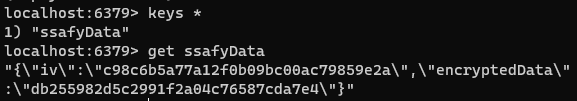 localhost:6379> keys *
1) "ssafyData"
localhost:6379> get ssafyData
"{\"iv\":\"c98c6b5a77a12f0b09bc00ac79859e2a\",\"encryptedData\"
:\"db255982d5c2991f2a04c76587cda7e4\"}"